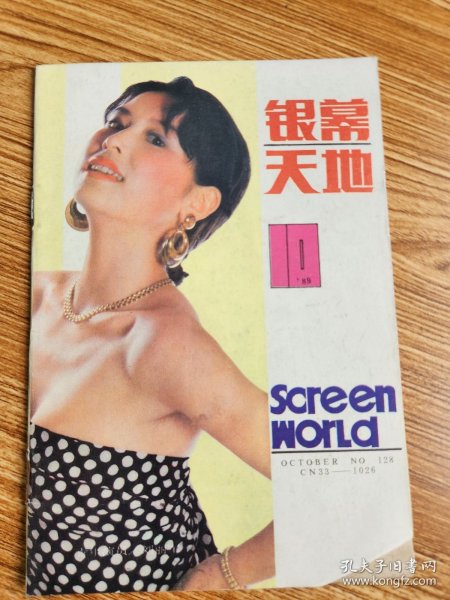 银幕
天地
10
'89
Screen
World
OCTOBER NO 128
CN33——1026
孔夫子旧书网
www.kongfz.com